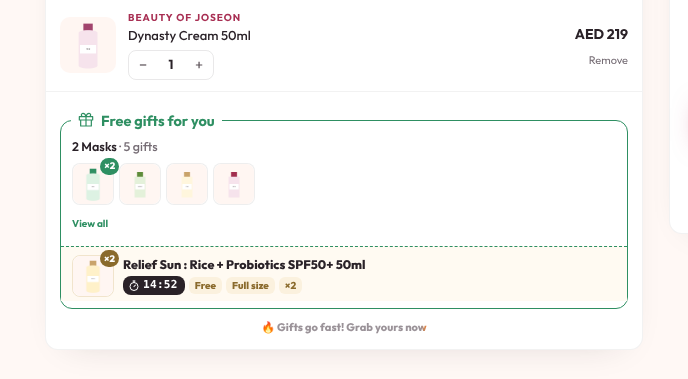 BEAUTY OF JOSEON
Dynasty Cream 50ml
AED 219
− 1 +
Remove
Free gifts for you
2 Masks · 5 gifts
×2
View all
×2
Relief Sun : Rice + Probiotics SPF50+ 50ml
14:52 Free Full size ×2
🔥 Gifts go fast! Grab yours now